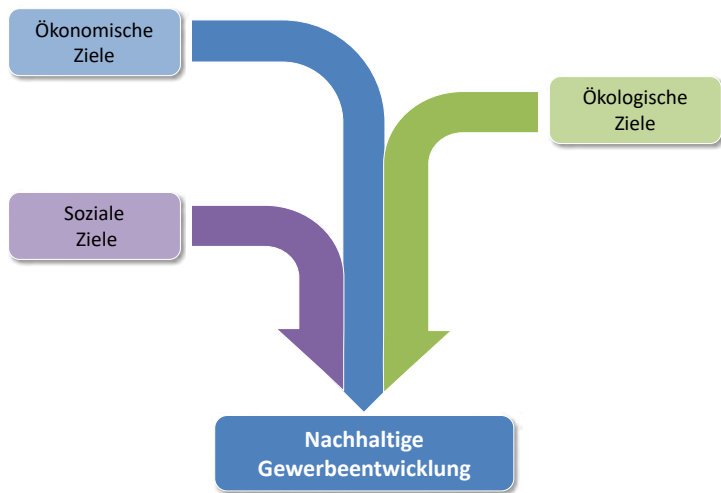 Ökonomische
Ziele
Ökologische
Ziele
Soziale
Ziele
Nachhaltige
Gewerbeentwicklung